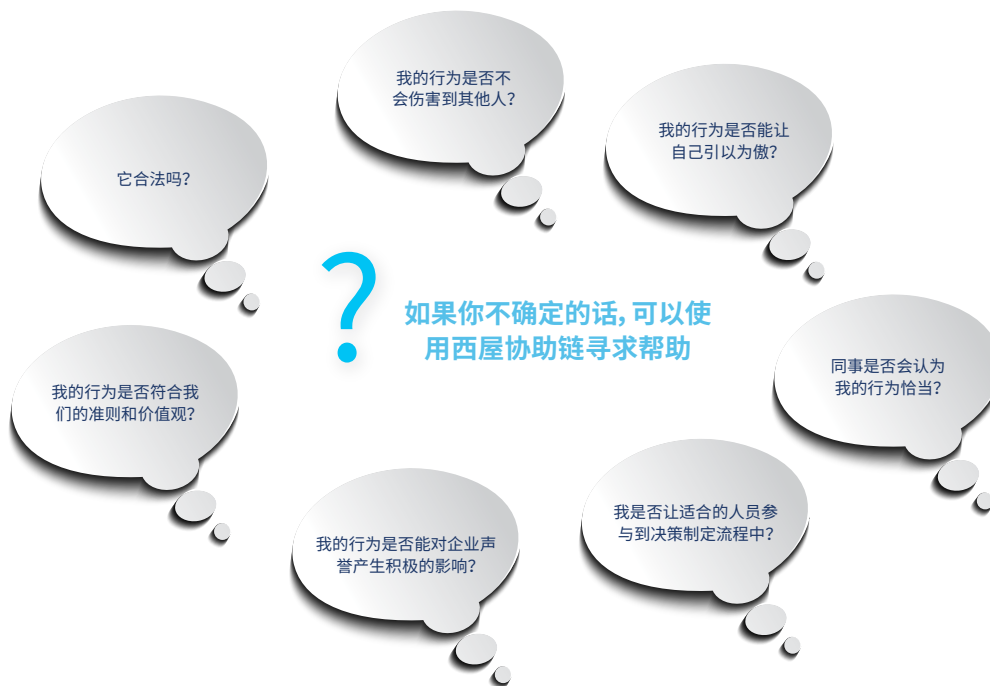 我的行为是否不
会伤害到其他人？
我的行为是否能让
自己引以为傲？
它合法吗？
?
如果你不确定的话，可以使
用西屋协助链寻求帮助
同事是否会认为
我的行为恰当？
我的行为是否符合我
们的准则和价值观？
我是否让适合的人员参
与到决策制定流程中？
我的行为是否能对企业声
誉产生积极的影响？